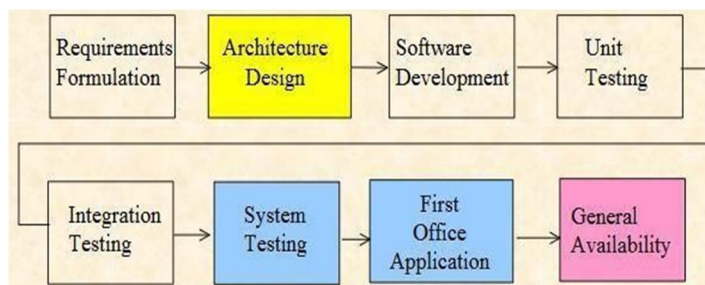 Requirements
Formulation
Architecture
Design
Software
Development
Unit
Testing
Integration
Testing
System
Testing
First
Office
Application
General
Availability